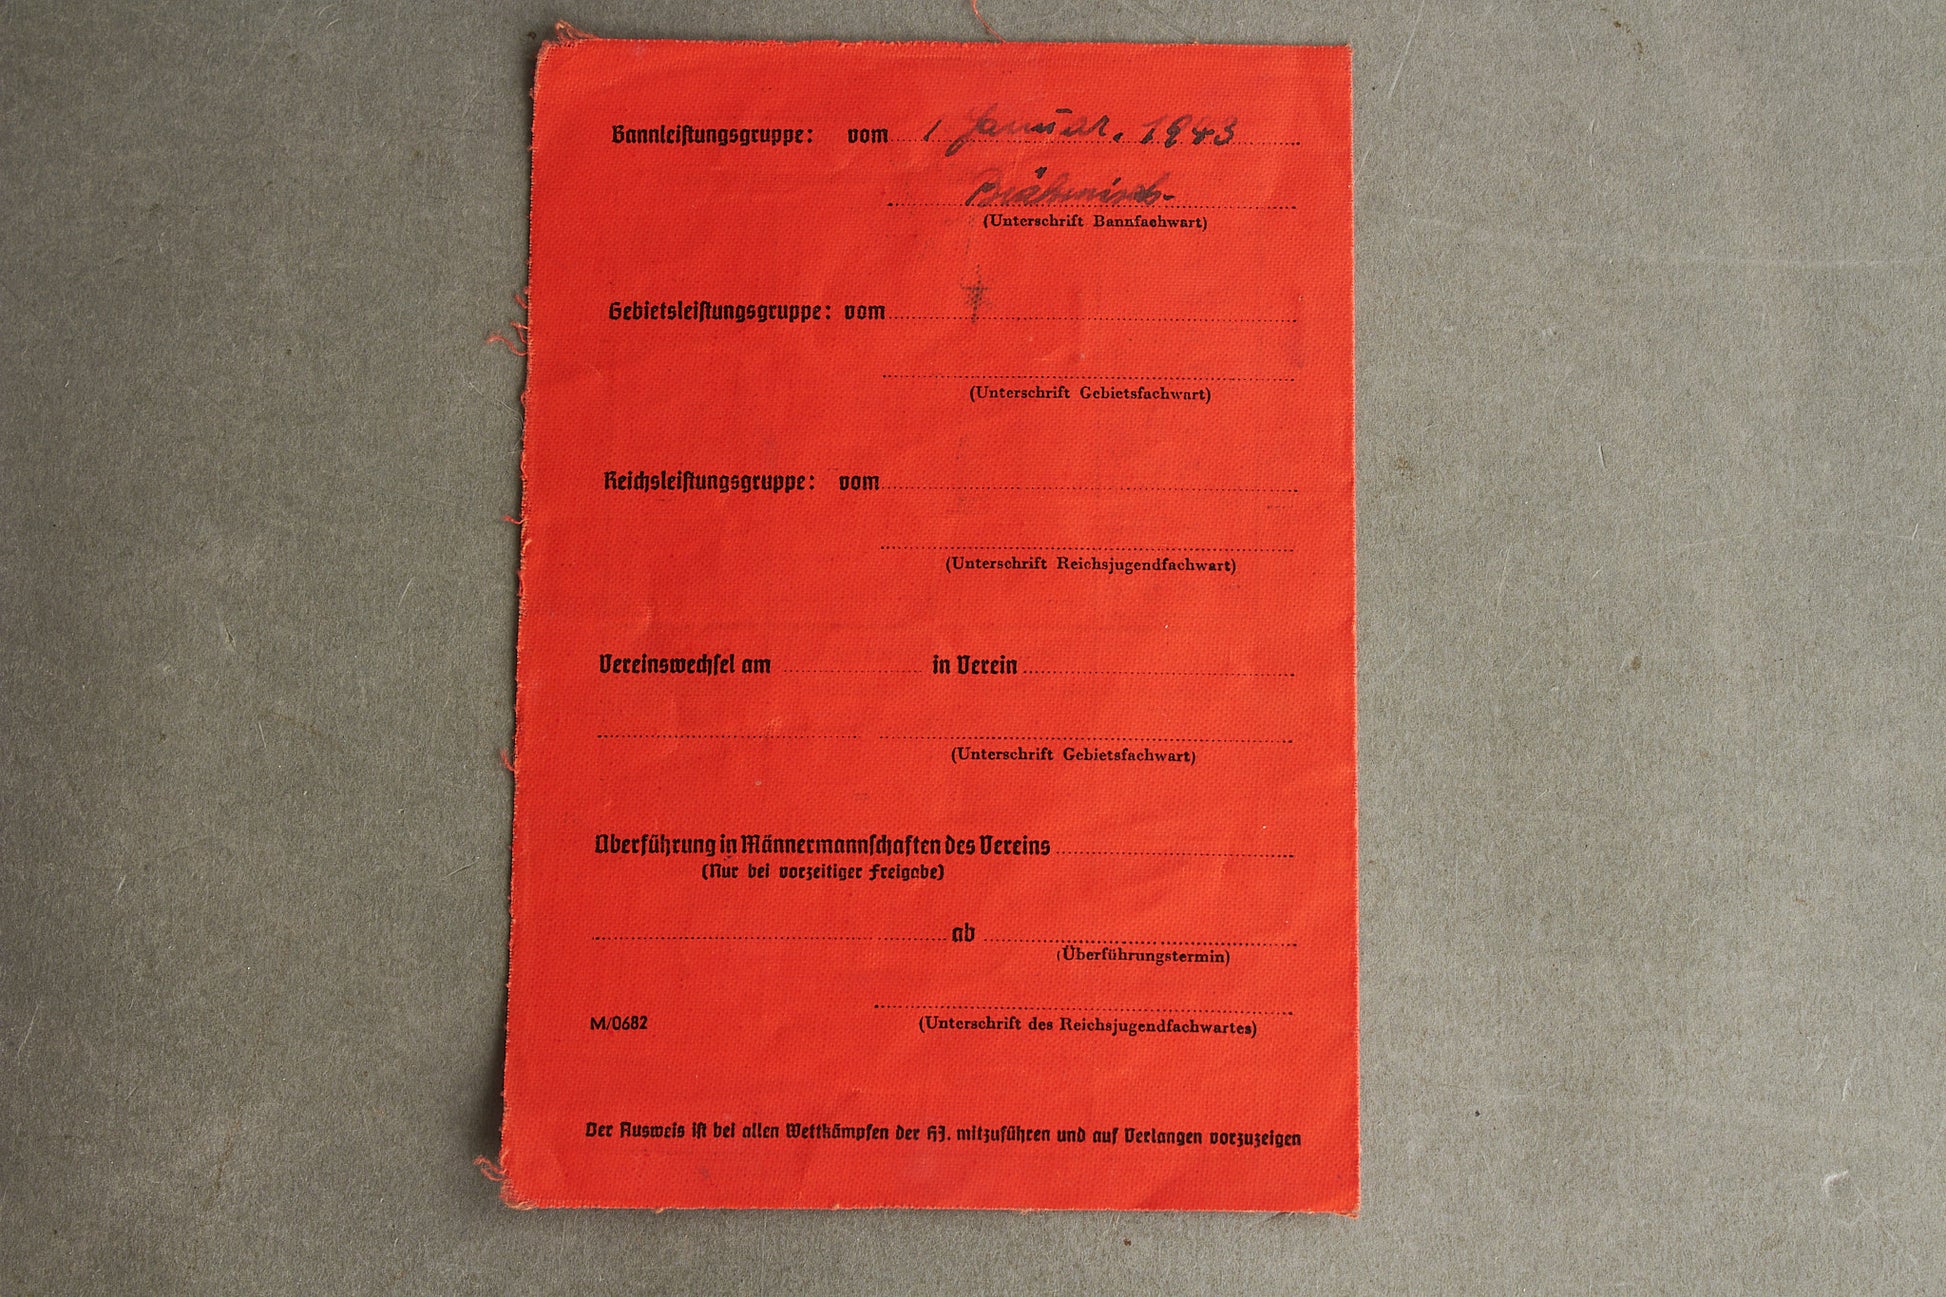 Bannleistungsgruppe: vom 1 Januar. 1943
(Unterschrift Bannfachwart)
Gebietsleistungsgruppe: vom
(Unterschrift Gebietsfachwart)
Reichsleistungsgruppe: vom
(Unterschrift Reichsjugendfachwart)
Vereinswechsel am in Verein
(Unterschrift Gebietsfachwart)
Überführung in Männermannschaften des Vereins
(Nur bei vorzeitiger Freigabe)
ab
(Überführungstermin)
M/0682
(Unterschrift des Reichsjugendfachwartes)
Der Ausweis ist bei allen Wettkämpfen der HJ. mitzuführen und auf Verlangen vorzuzeigen